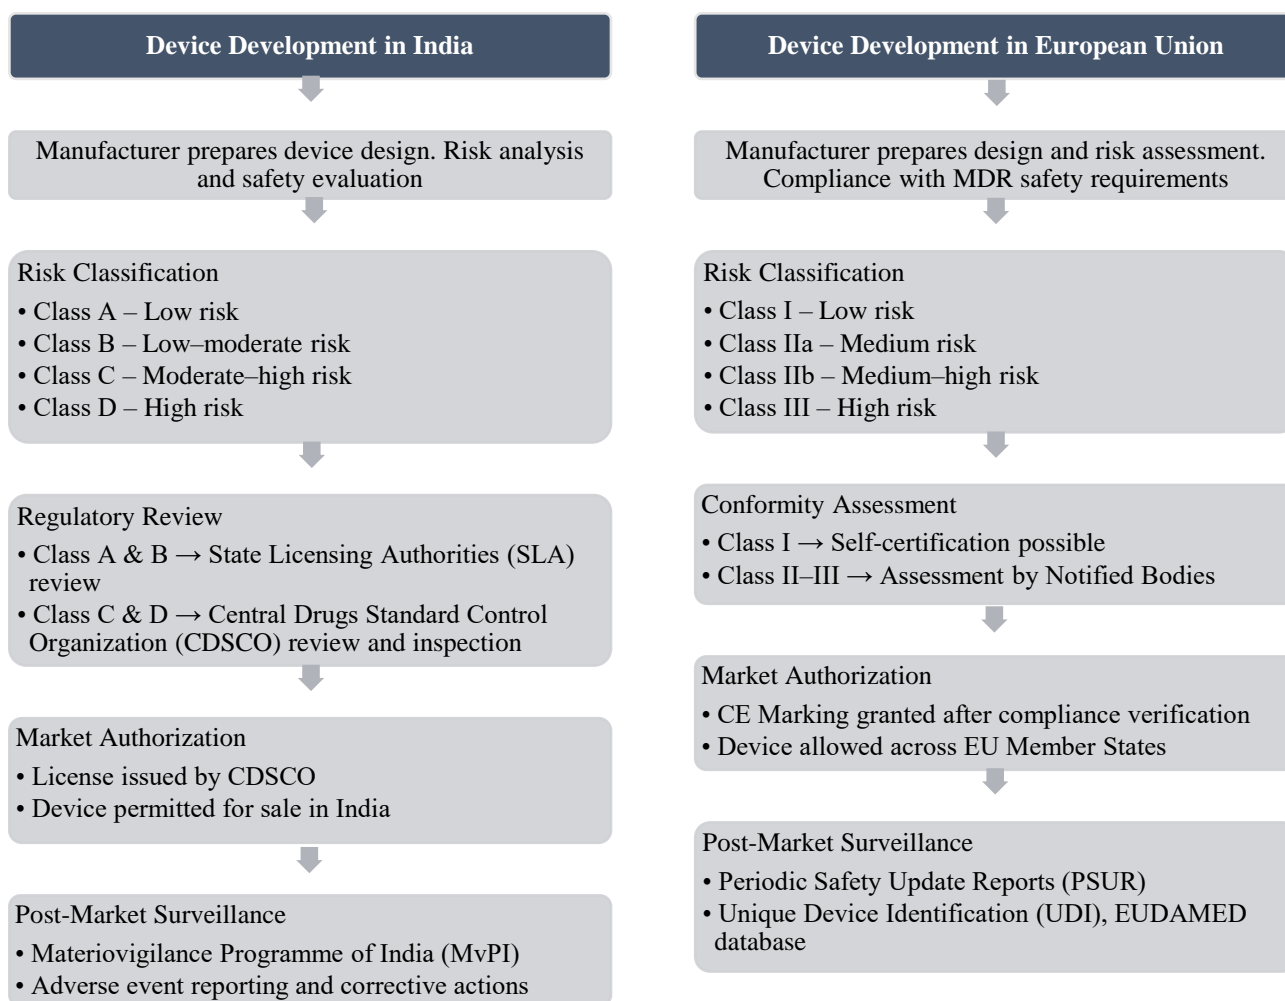 Device Development in India
Manufacturer prepares device design. Risk analysis
and safety evaluation
Risk Classification
• Class A – Low risk
• Class B – Low–moderate risk
• Class C – Moderate–high risk
• Class D – High risk
Regulatory Review
• Class A & B → State Licensing Authorities (SLA)
review
• Class C & D → Central Drugs Standard Control
Organization (CDSCO) review and inspection
Market Authorization
• License issued by CDSCO
• Device permitted for sale in India
Post-Market Surveillance
• Materiovigilance Programme of India (MvPI)
• Adverse event reporting and corrective actions
Device Development in European Union
Manufacturer prepares design and risk assessment.
Compliance with MDR safety requirements
Risk Classification
• Class I – Low risk
• Class IIa – Medium risk
• Class IIb – Medium–high risk
• Class III – High risk
Conformity Assessment
• Class I → Self-certification possible
• Class II–III → Assessment by Notified Bodies
Market Authorization
• CE Marking granted after compliance verification
• Device allowed across EU Member States
Post-Market Surveillance
• Periodic Safety Update Reports (PSUR)
• Unique Device Identification (UDI), EUDAMED
database